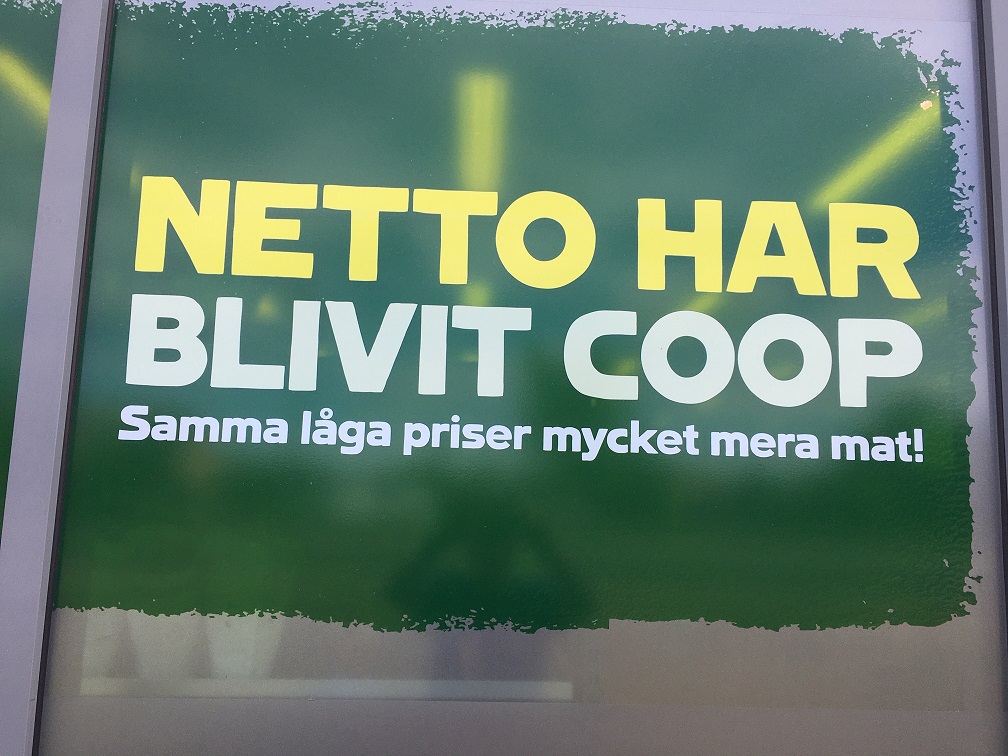 NETTO HAR
BLIVIT COOP
Samma låga priser mycket mera mat!